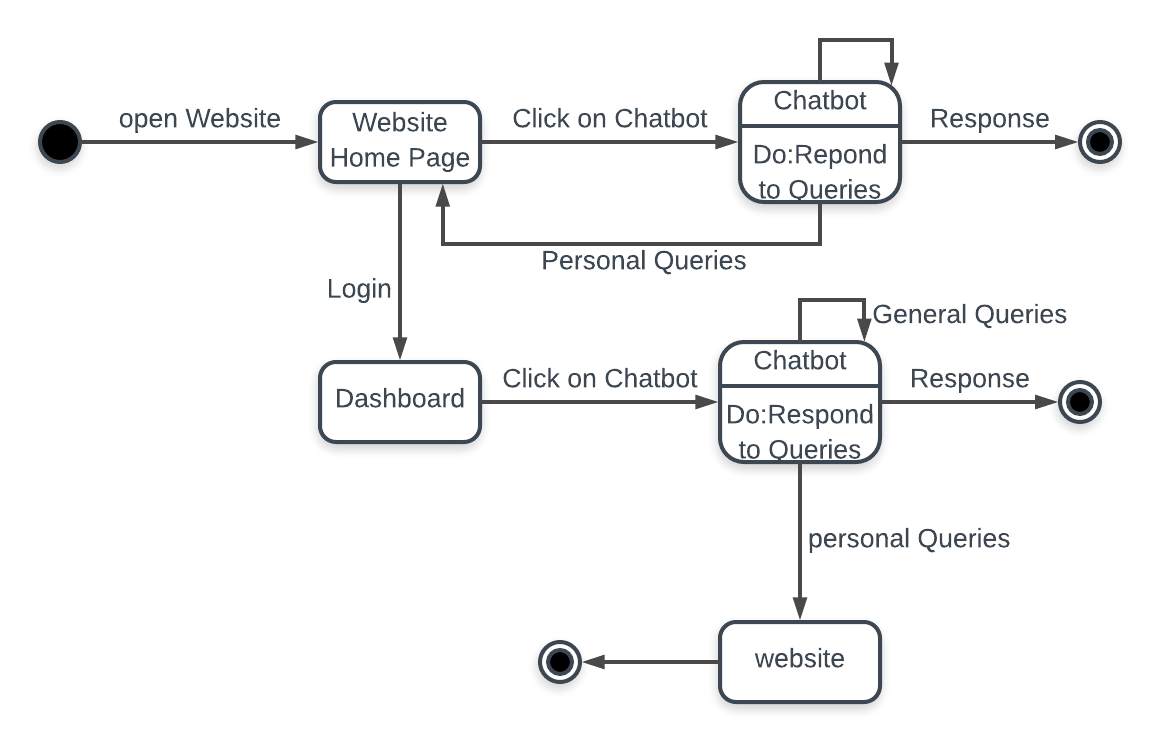 open Website
Website
Home Page
Click on Chatbot
Chatbot
Do:Repond
to Queries
Response
Personal Queries
Login
General Queries
Dashboard
Click on Chatbot
Chatbot
Do:Respond
to Queries
Response
personal Queries
website